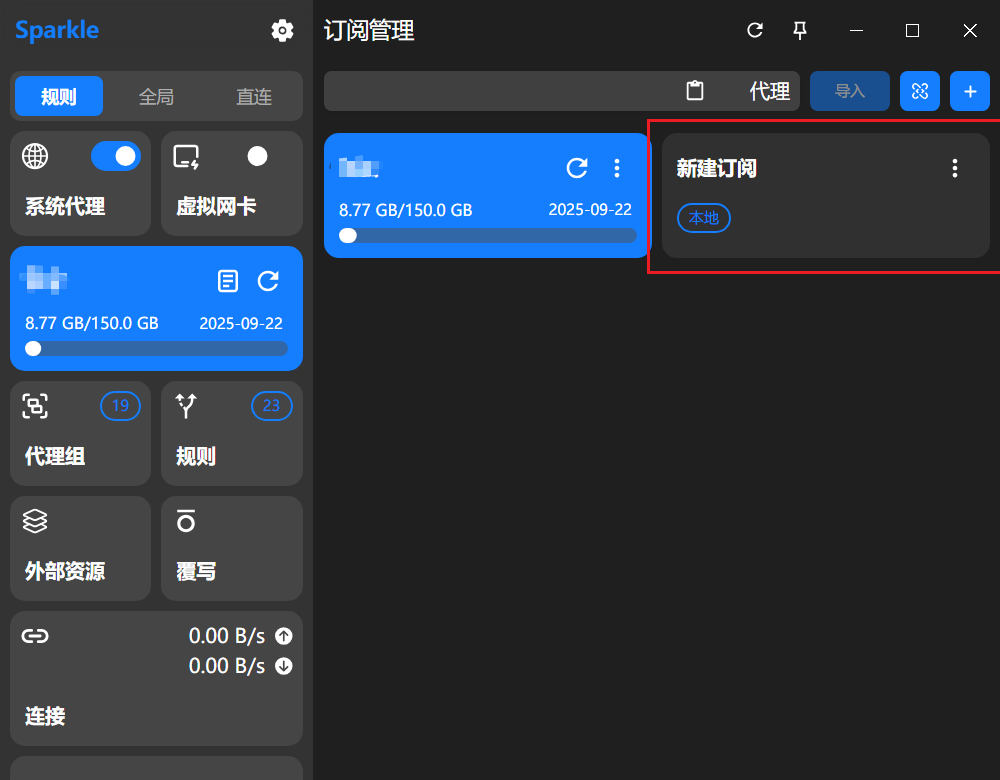 Sparkle
规则
全局
直连
系统代理
虚拟网卡
8.77 GB/150.0 GB
2025-09-22
19
代理组
23
规则
外部资源
覆写
0.00 B/s
0.00 B/s
连接
订阅管理
代理
导入
8.77 GB/150.0 GB
2025-09-22
新建订阅
本地